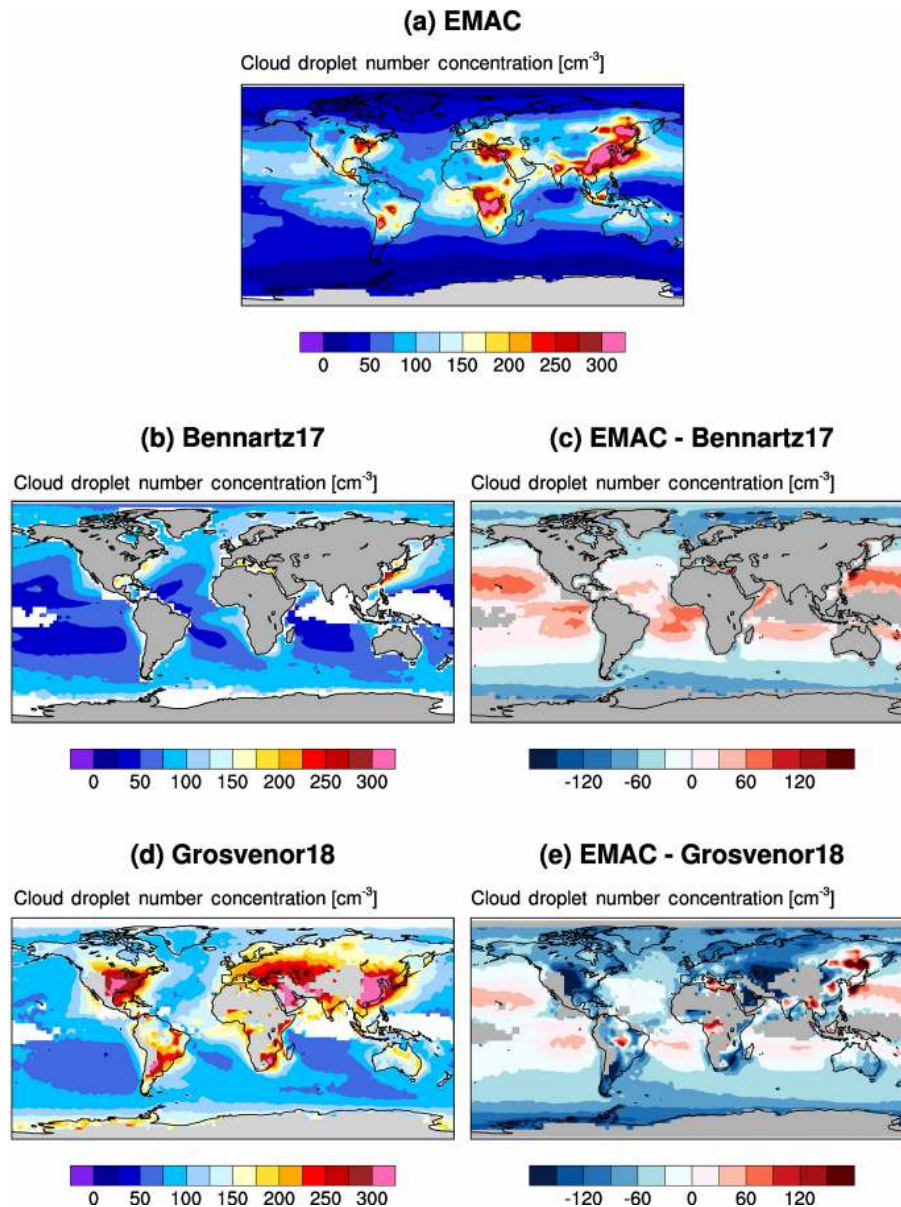 (a) EMAC
Cloud droplet number concentration [cm⁻³]
0 50 100 150 200 250 300
(b) Bennartz17
(c) EMAC - Bennartz17
Cloud droplet number concentration [cm⁻³]
Cloud droplet number concentration [cm⁻³]
0 50 100 150 200 250 300
-120 -60 0 60 120
(d) Grosvenor18
(e) EMAC - Grosvenor18
Cloud droplet number concentration [cm⁻³]
Cloud droplet number concentration [cm⁻³]
0 50 100 150 200 250 300
-120 -60 0 60 120